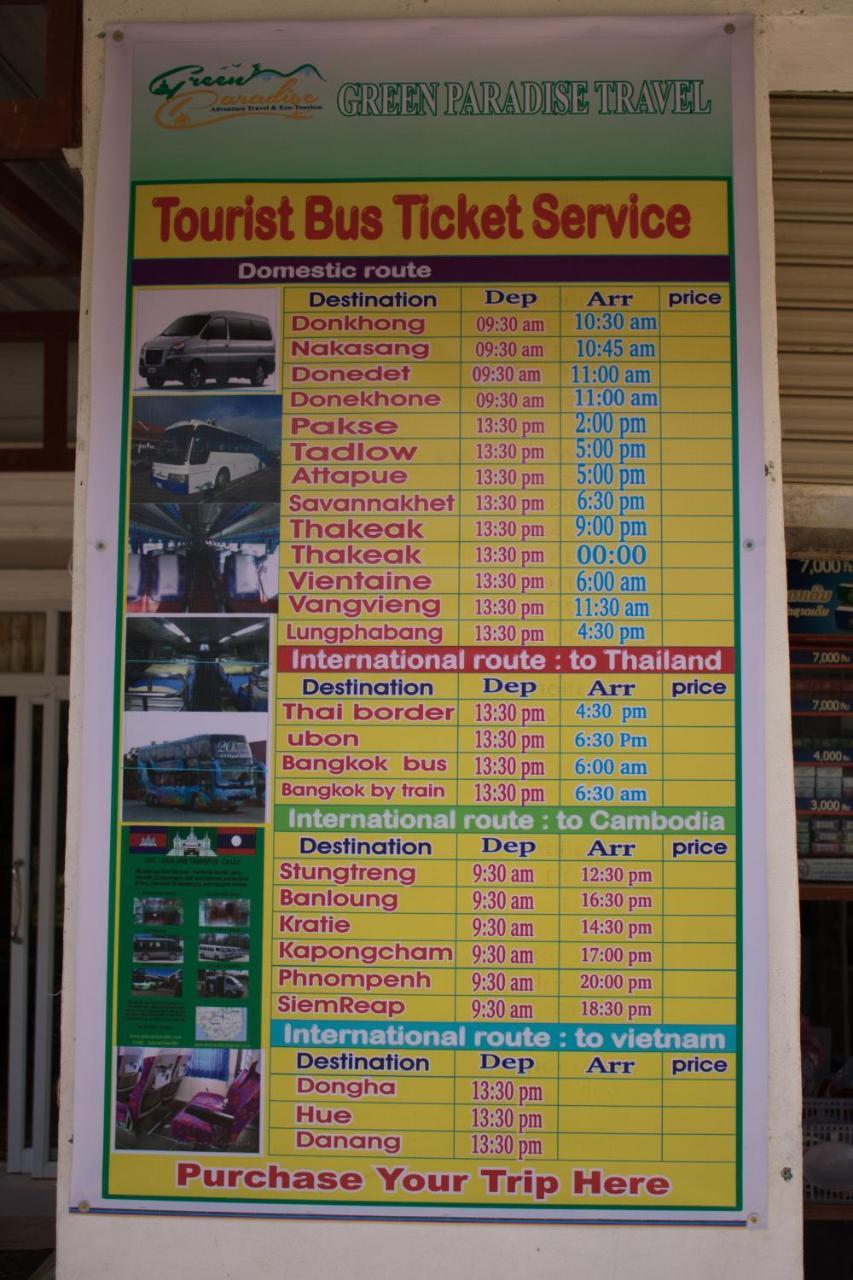 Green Paradise
Adventure Travel & Eco-Tourism
GREEN PARADISE TRAVEL
Tourist Bus Ticket Service
Domestic route
Destination Dep Arr price
Donkhong 09:30 am 10:30 am
Nakasang 09:30 am 10:45 am
Donedet 09:30 am 11:00 am
Donekhone 09:30 am 11:00 am
Pakse 13:30 pm 2:00 pm
Tadlow 13:30 pm 5:00 pm
Attapue 13:30 pm 5:00 pm
Savannakhet 13:30 pm 6:30 pm
Thakeak 13:30 pm 9:00 pm
Thakeak 13:30 pm 00:00
Vientaine 13:30 pm 6:00 am
Vangvieng 13:30 pm 11:30 am
Lungphabang 13:30 pm 4:30 pm
International route : to Thailand
Destination Dep Arr price
Thai border 13:30 pm 4:30 pm
ubon 13:30 pm 6:30 Pm
Bangkok bus 13:30 pm 6:00 am
Bangkok by train 13:30 pm 6:30 am
International route : to Cambodia
Destination Dep Arr price
Stungtreng 9:30 am 12:30 pm
Banloung 9:30 am 16:30 pm
Kratie 9:30 am 14:30 pm
Kapongcham 9:30 am 17:00 pm
Phnompenh 9:30 am 20:00 pm
SiemReap 9:30 am 18:30 pm
International route : to vietnam
Destination Dep Arr price
Dongha 13:30 pm
Hue 13:30 pm
Danang 13:30 pm
Purchase Your Trip Here
7,000
7,000
7,000
4,000
3,000